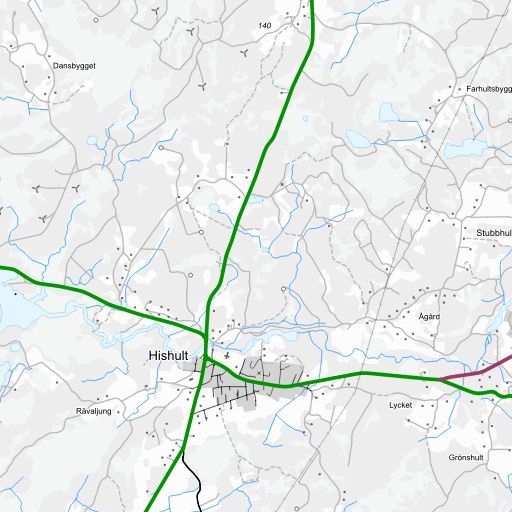 140
Dansbygget
Farhultsbygg
Stubbhul
Ågård
Hishult
Råvaljung
Lycket
Grönshult